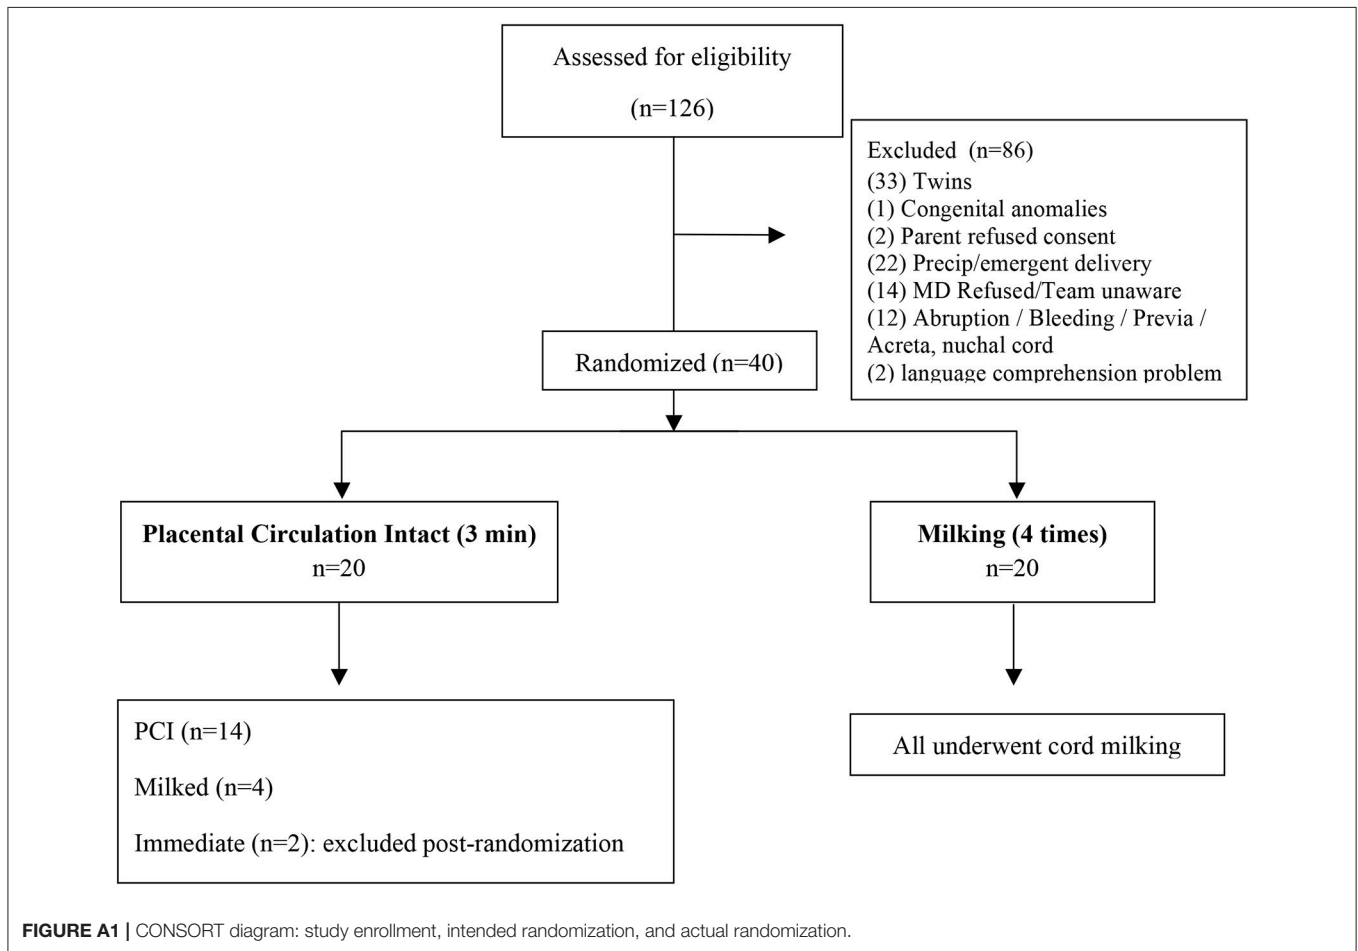 Assessed for eligibility
(n=126)
Excluded (n=86)
(33) Twins
(1) Congenital anomalies
(2) Parent refused consent
(22) Precip/emergent delivery
(14) MD Refused/Team unaware
(12) Abruption / Bleeding / Previa /
Acreta, nuchal cord
(2) language comprehension problem
Randomized (n=40)
Placental Circulation Intact (3 min)
n=20
Milking (4 times)
n=20
PCI (n=14)
Milked (n=4)
Immediate (n=2): excluded post-randomization
All underwent cord milking
FIGURE A1 | CONSORT diagram: study enrollment, intended randomization, and actual randomization.